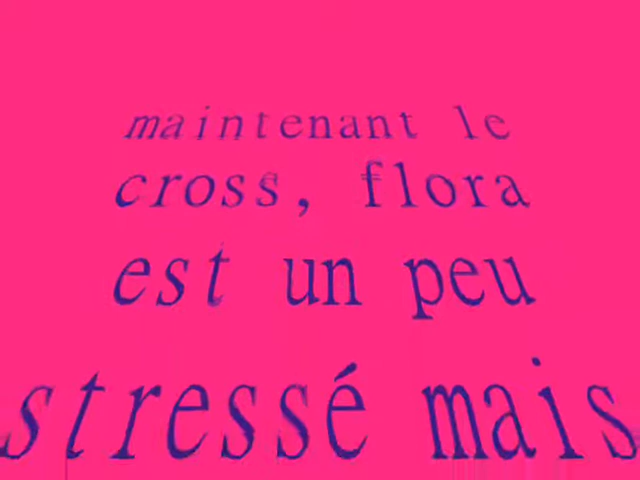 maintenant le
cross, flora
est un peu
stressé mais